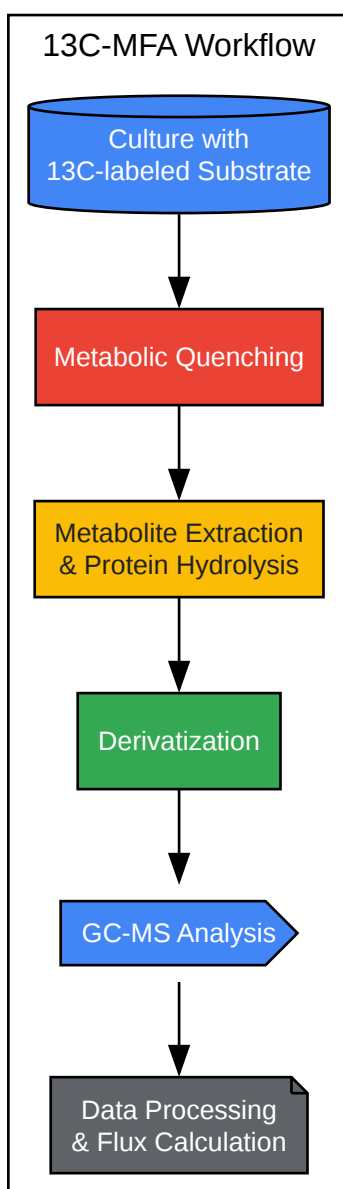 13C-MFA Workflow
Culture with
13C-labeled Substrate
Metabolic Quenching
Metabolite Extraction
& Protein Hydrolysis
Derivatization
GC-MS Analysis
Data Processing
& Flux Calculation